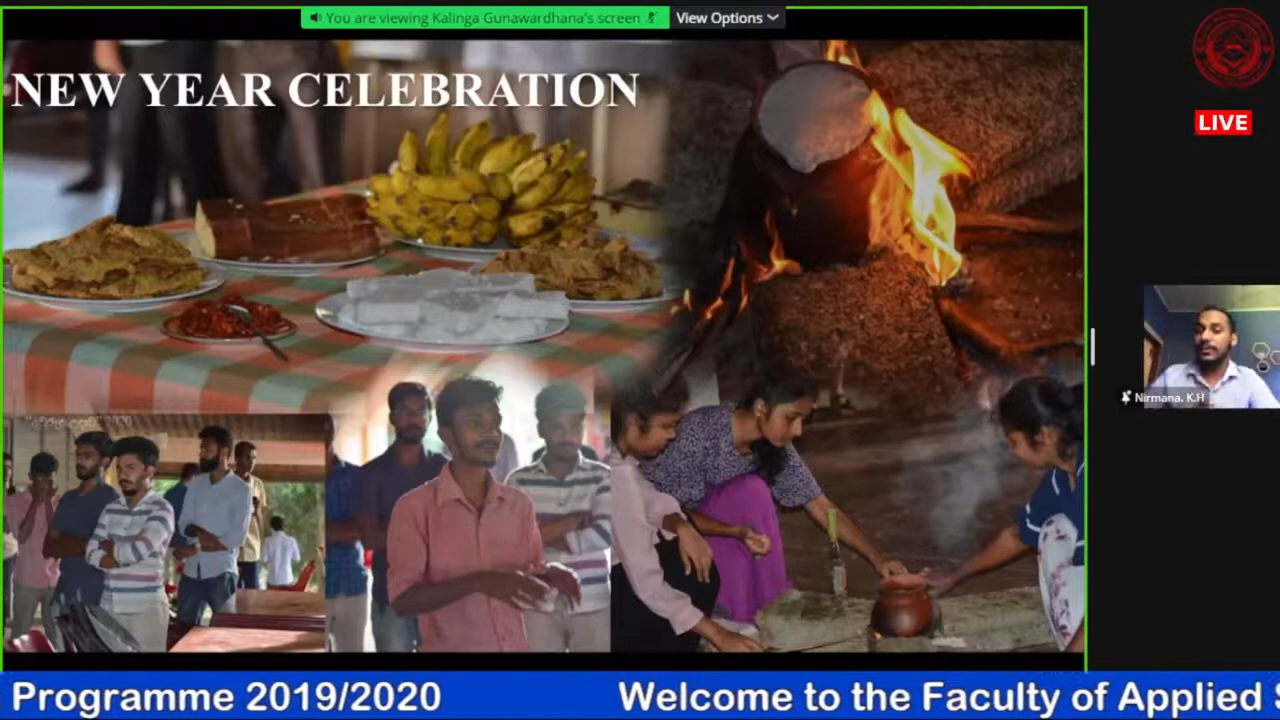 You are viewing Kalinga Gunawardhana's screen
View Options
NEW YEAR CELEBRATION
LIVE
Nirmana. K.H
2020
Programme 2019/2020
Welcome to the Faculty of Applied S